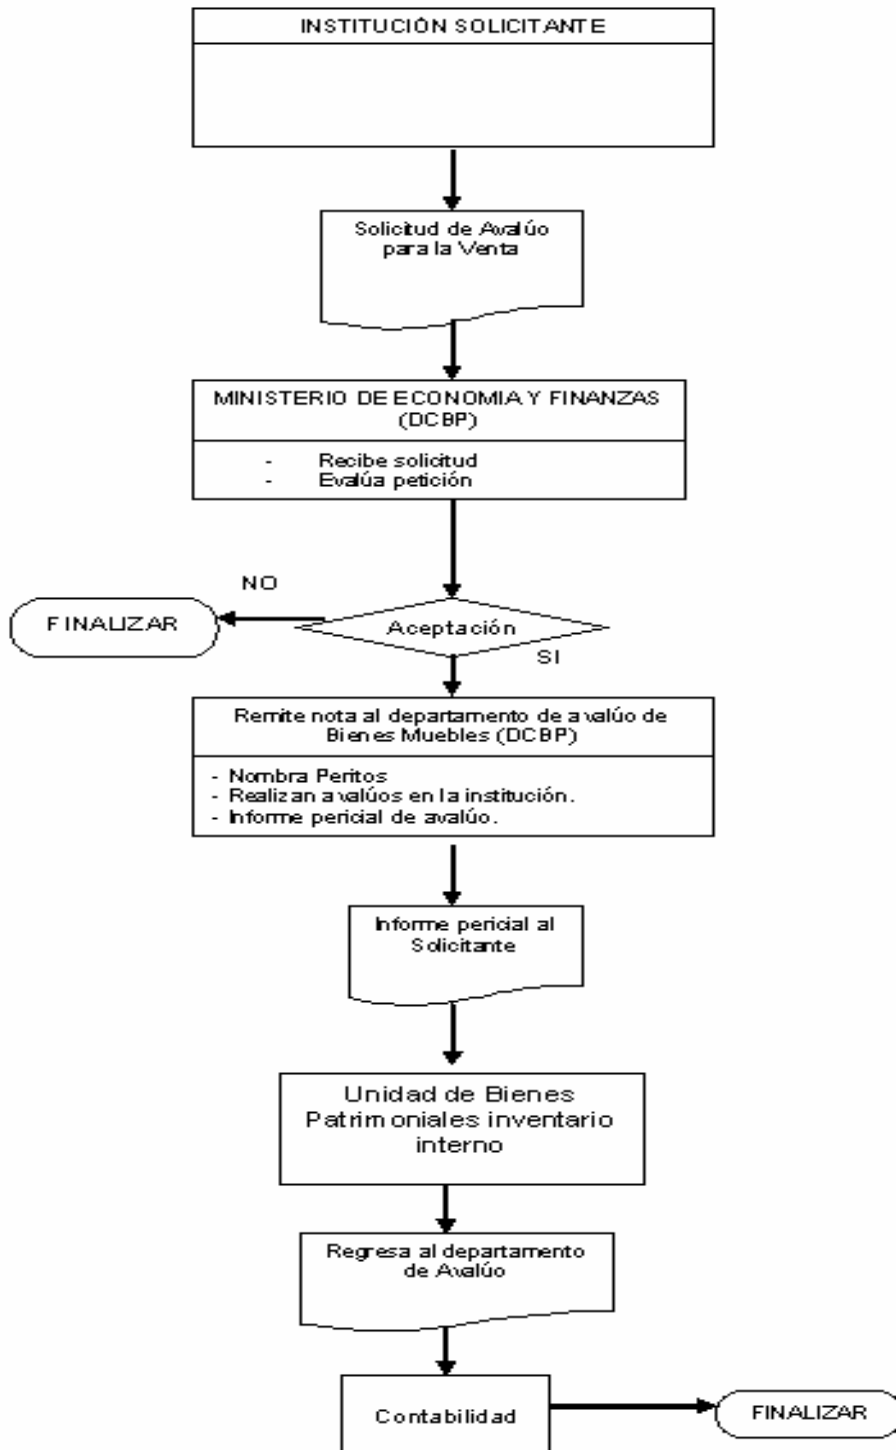 INSTITUCIÓN SOLICITANTE
Solicitud de Avalúo
para la Venta
MINISTERIO DE ECONOMIA Y FINANZAS
(DCBP)
- Recibe solicitud
- Evalúa petición
NO
FINALIZAR
Aceptación
SI
Remite nota al departamento de avalúo de
Bienes Muebles (DCBP)
- Nombra Peritos
- Realizan avalúos en la institución.
- Informe pericial de avalúo.
Informe pericial al
Solicitante
Unidad de Bienes
Patrimoniales inventario
interno
Regresa al departamento
de Avalúo
Contabilidad
FINALIZAR